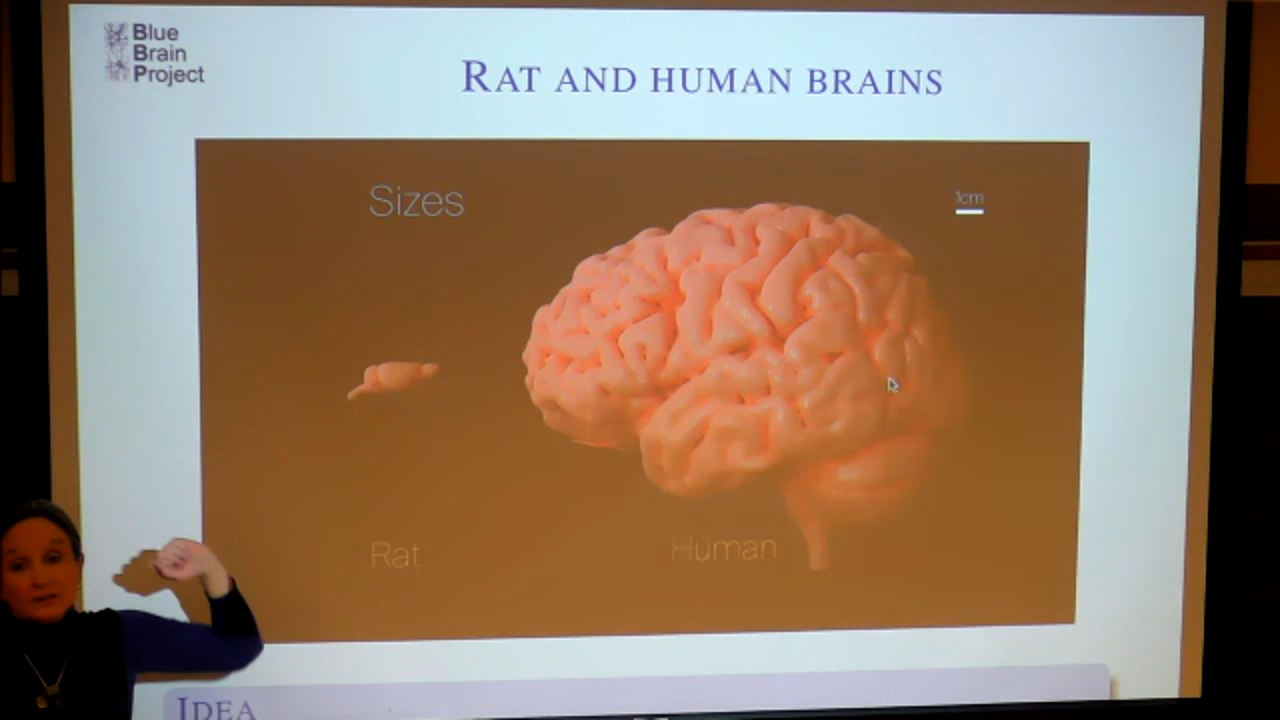 Blue
Brain
Project
RAT AND HUMAN BRAINS
Sizes
1cm
Rat
Human
IDEA